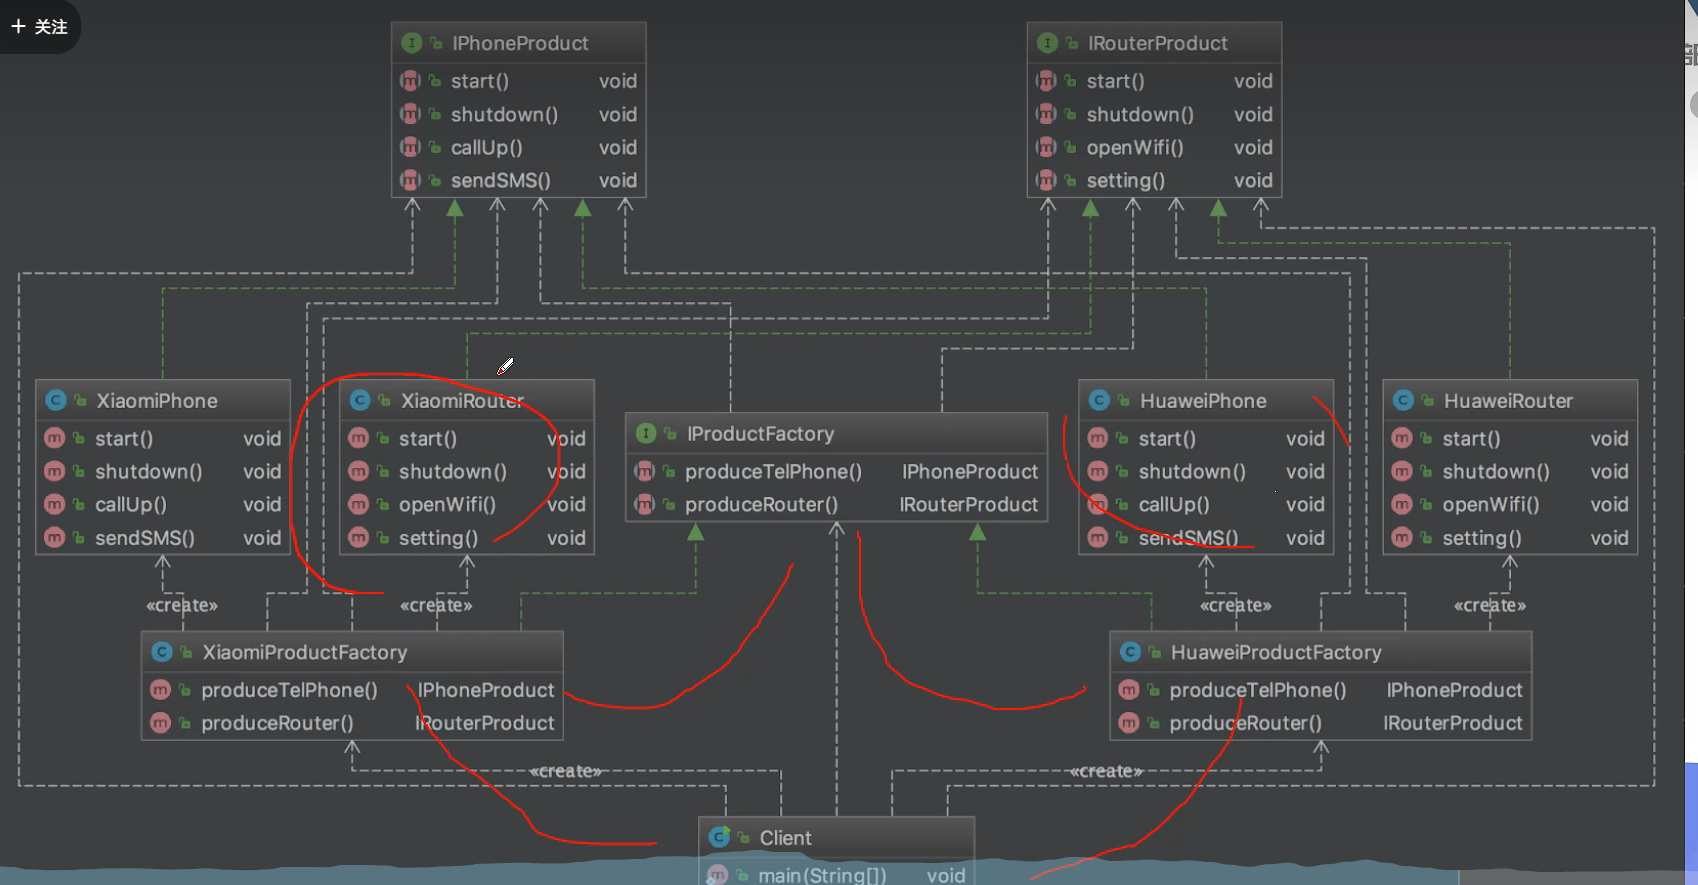 + 关注
IPhoneProduct
start() void
shutdown() void
callUp() void
sendSMS() void
IRouterProduct
start() void
shutdown() void
openWifi() void
setting() void
XiaomiPhone
start() void
shutdown() void
callUp() void
sendSMS() void
XiaomiRouter
start() void
shutdown() void
openWifi() void
setting() void
IProductFactory
produceTelPhone() IPhoneProduct
produceRouter() IRouterProduct
HuaweiPhone
start() void
shutdown() void
callUp() void
sendSMS() void
HuaweiRouter
start() void
shutdown() void
openWifi() void
setting() void
«create»
«create»
«create»
«create»
XiaomiProductFactory
produceTelPhone() IPhoneProduct
produceRouter() IRouterProduct
HuaweiProductFactory
produceTelPhone() IPhoneProduct
produceRouter() IRouterProduct
«create»
«create»
Client
main(String[]) void